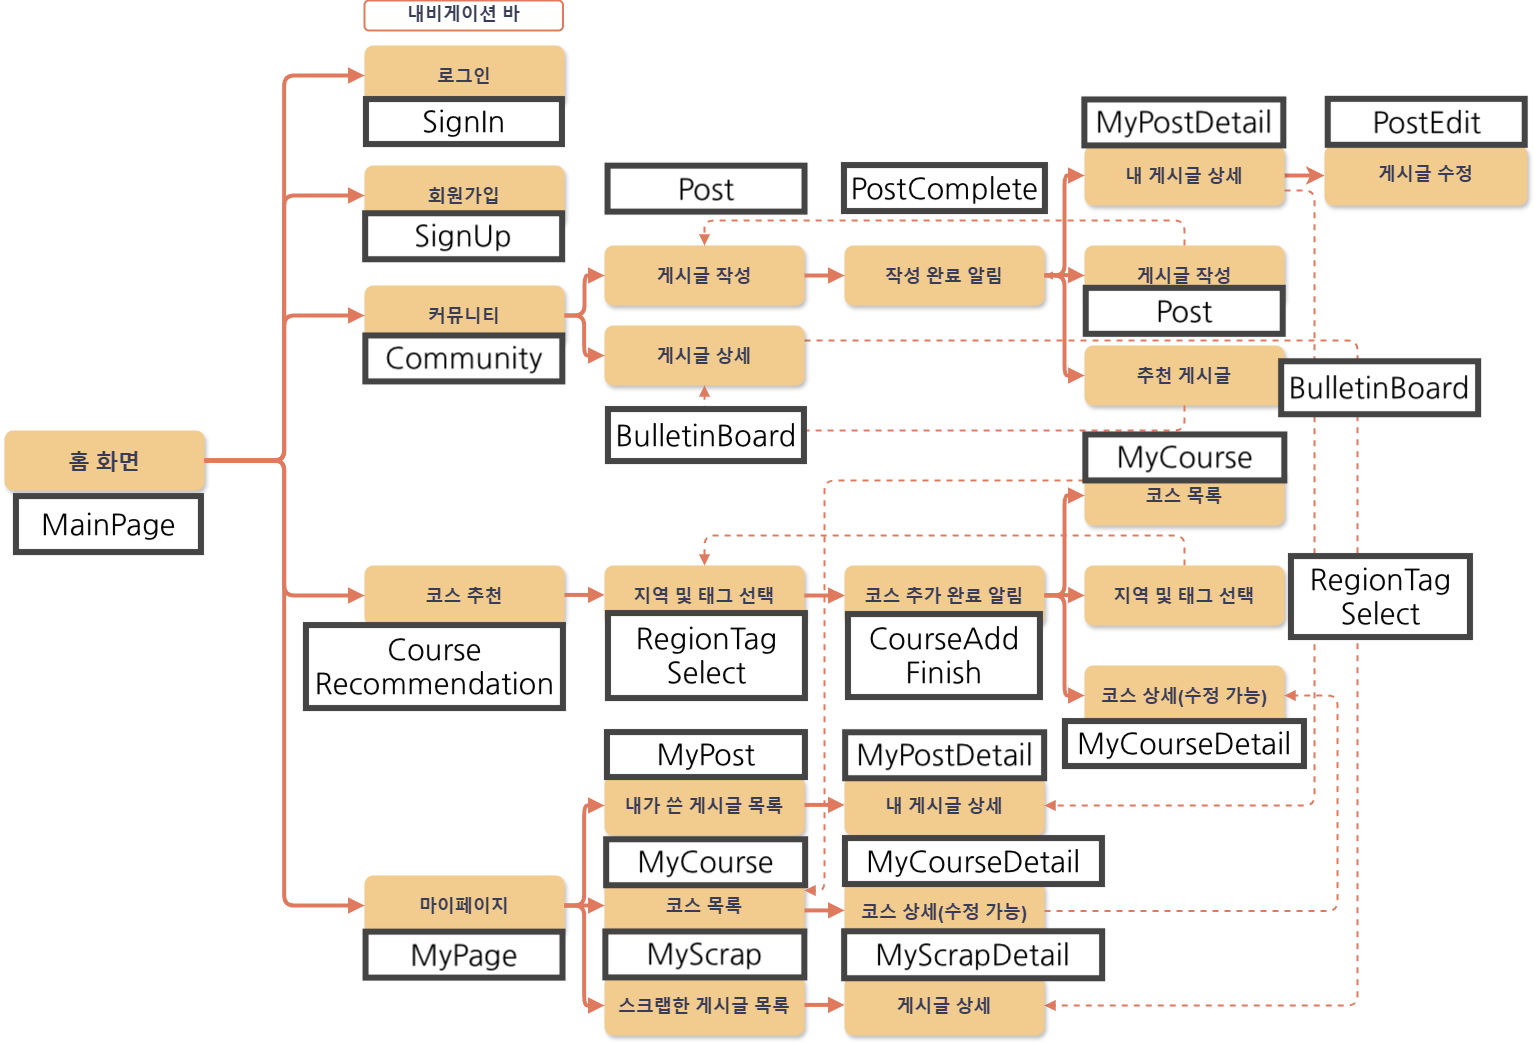 내비게이션 바
로그인
SignIn
회원가입
SignUp
커뮤니티
Community
홈 화면
MainPage
코스 추천
Course
Recommendation
마이페이지
MyPage
Post
게시글 작성
게시글 상세
BulletinBoard
PostComplete
작성 완료 알림
MyPostDetail
내 게시글 상세
PostEdit
게시글 수정
게시글 작성
Post
추천 게시글
BulletinBoard
지역 및 태그 선택
RegionTag
Select
코스 추가 완료 알림
CourseAdd
Finish
MyCourse
코스 목록
지역 및 태그 선택
RegionTag
Select
코스 상세(수정 가능)
MyCourseDetail
MyPost
내가 쓴 게시글 목록
MyPostDetail
내 게시글 상세
MyCourse
코스 목록
MyCourseDetail
코스 상세(수정 가능)
MyScrap
스크랩한 게시글 목록
MyScrapDetail
게시글 상세